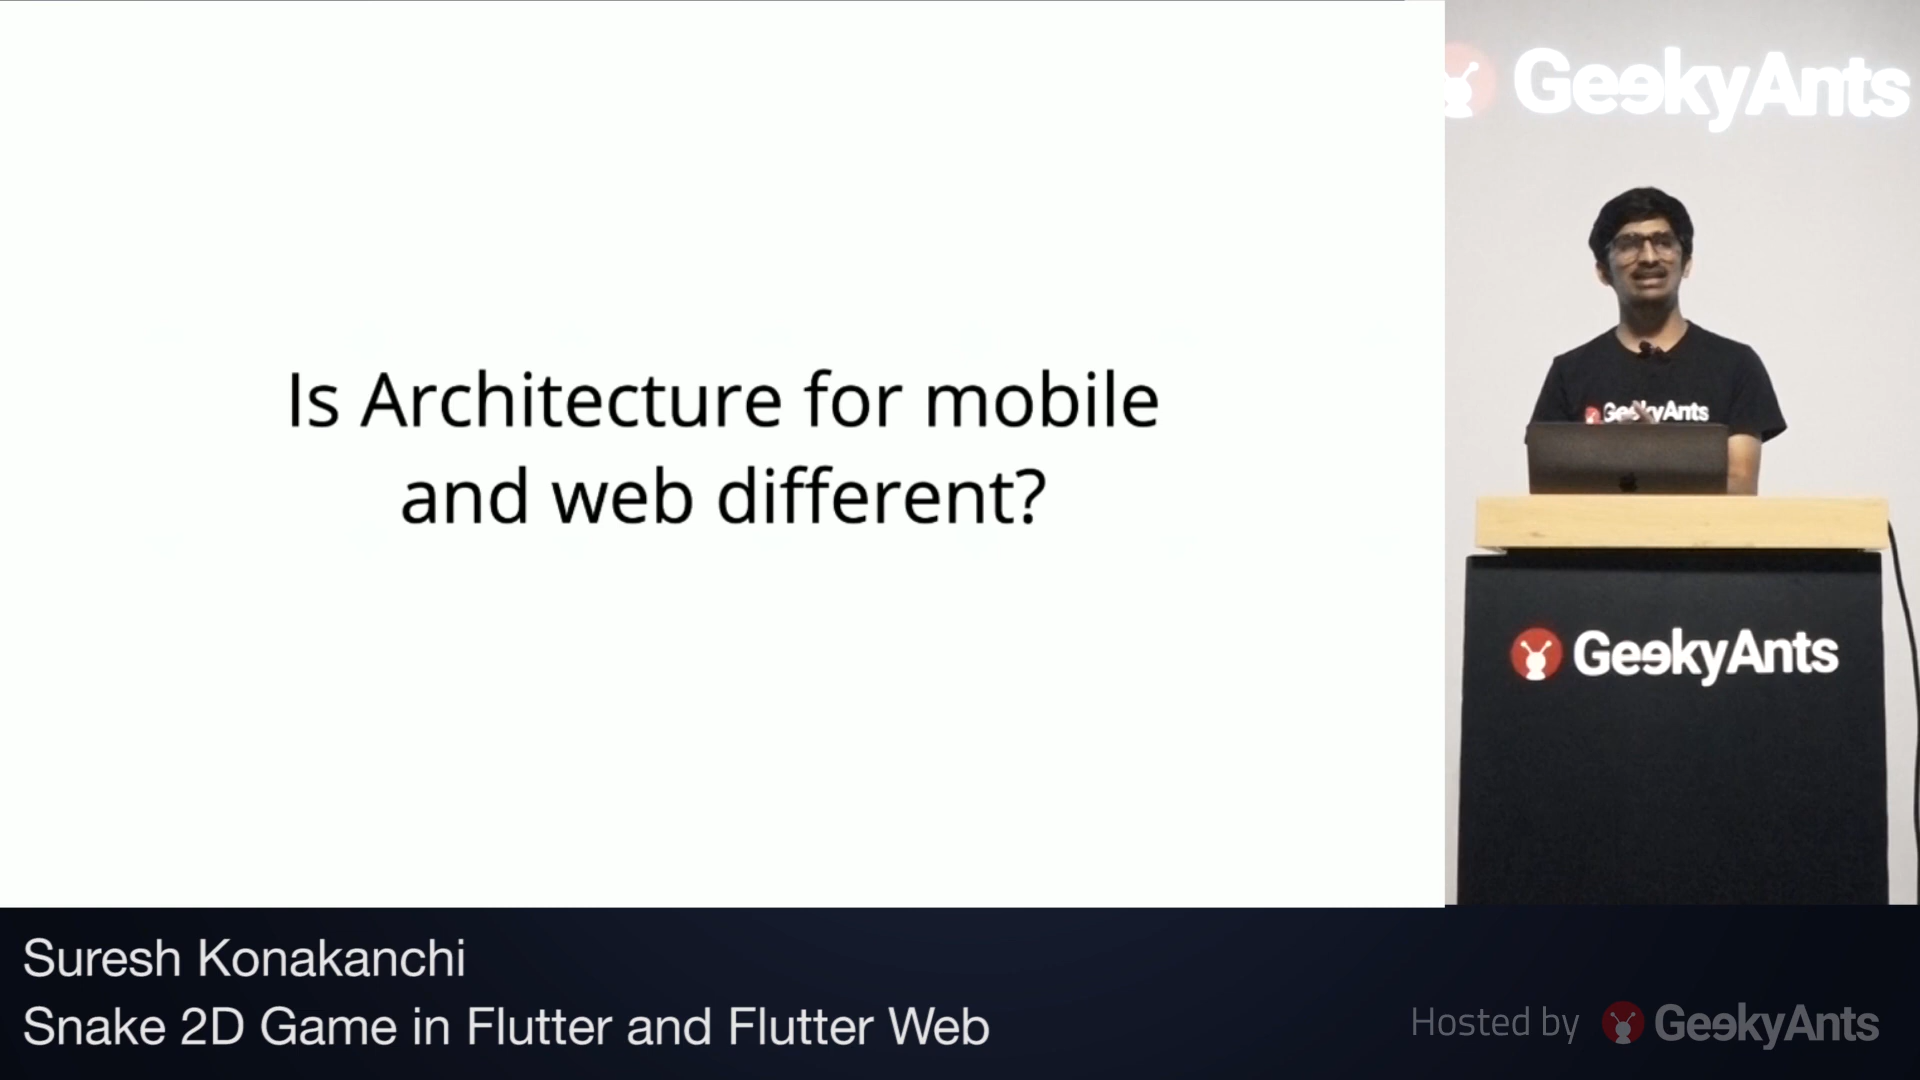 Is Architecture for mobile
and web different?
GeekyAnts
GeekyAnts
GeekyAnts
Suresh Konakanchi
Snake 2D Game in Flutter and Flutter Web
Hosted by GeekyAnts